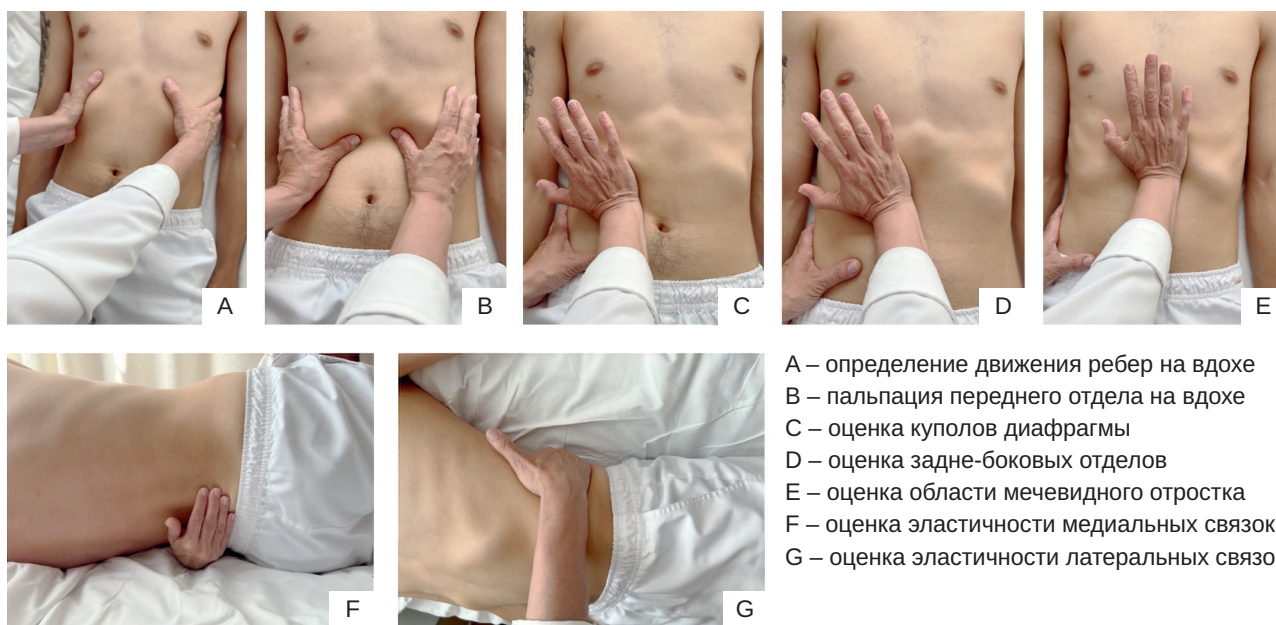 A
B
C
D
E
F
G
A – определение движения ребер на вдохе
B – пальпация переднего отдела на вдохе
C – оценка куполов диафрагмы
D – оценка задне-боковых отделов
E – оценка области мечевидного отростка
F – оценка эластичности медиальных связок
G – оценка эластичности латеральных связо